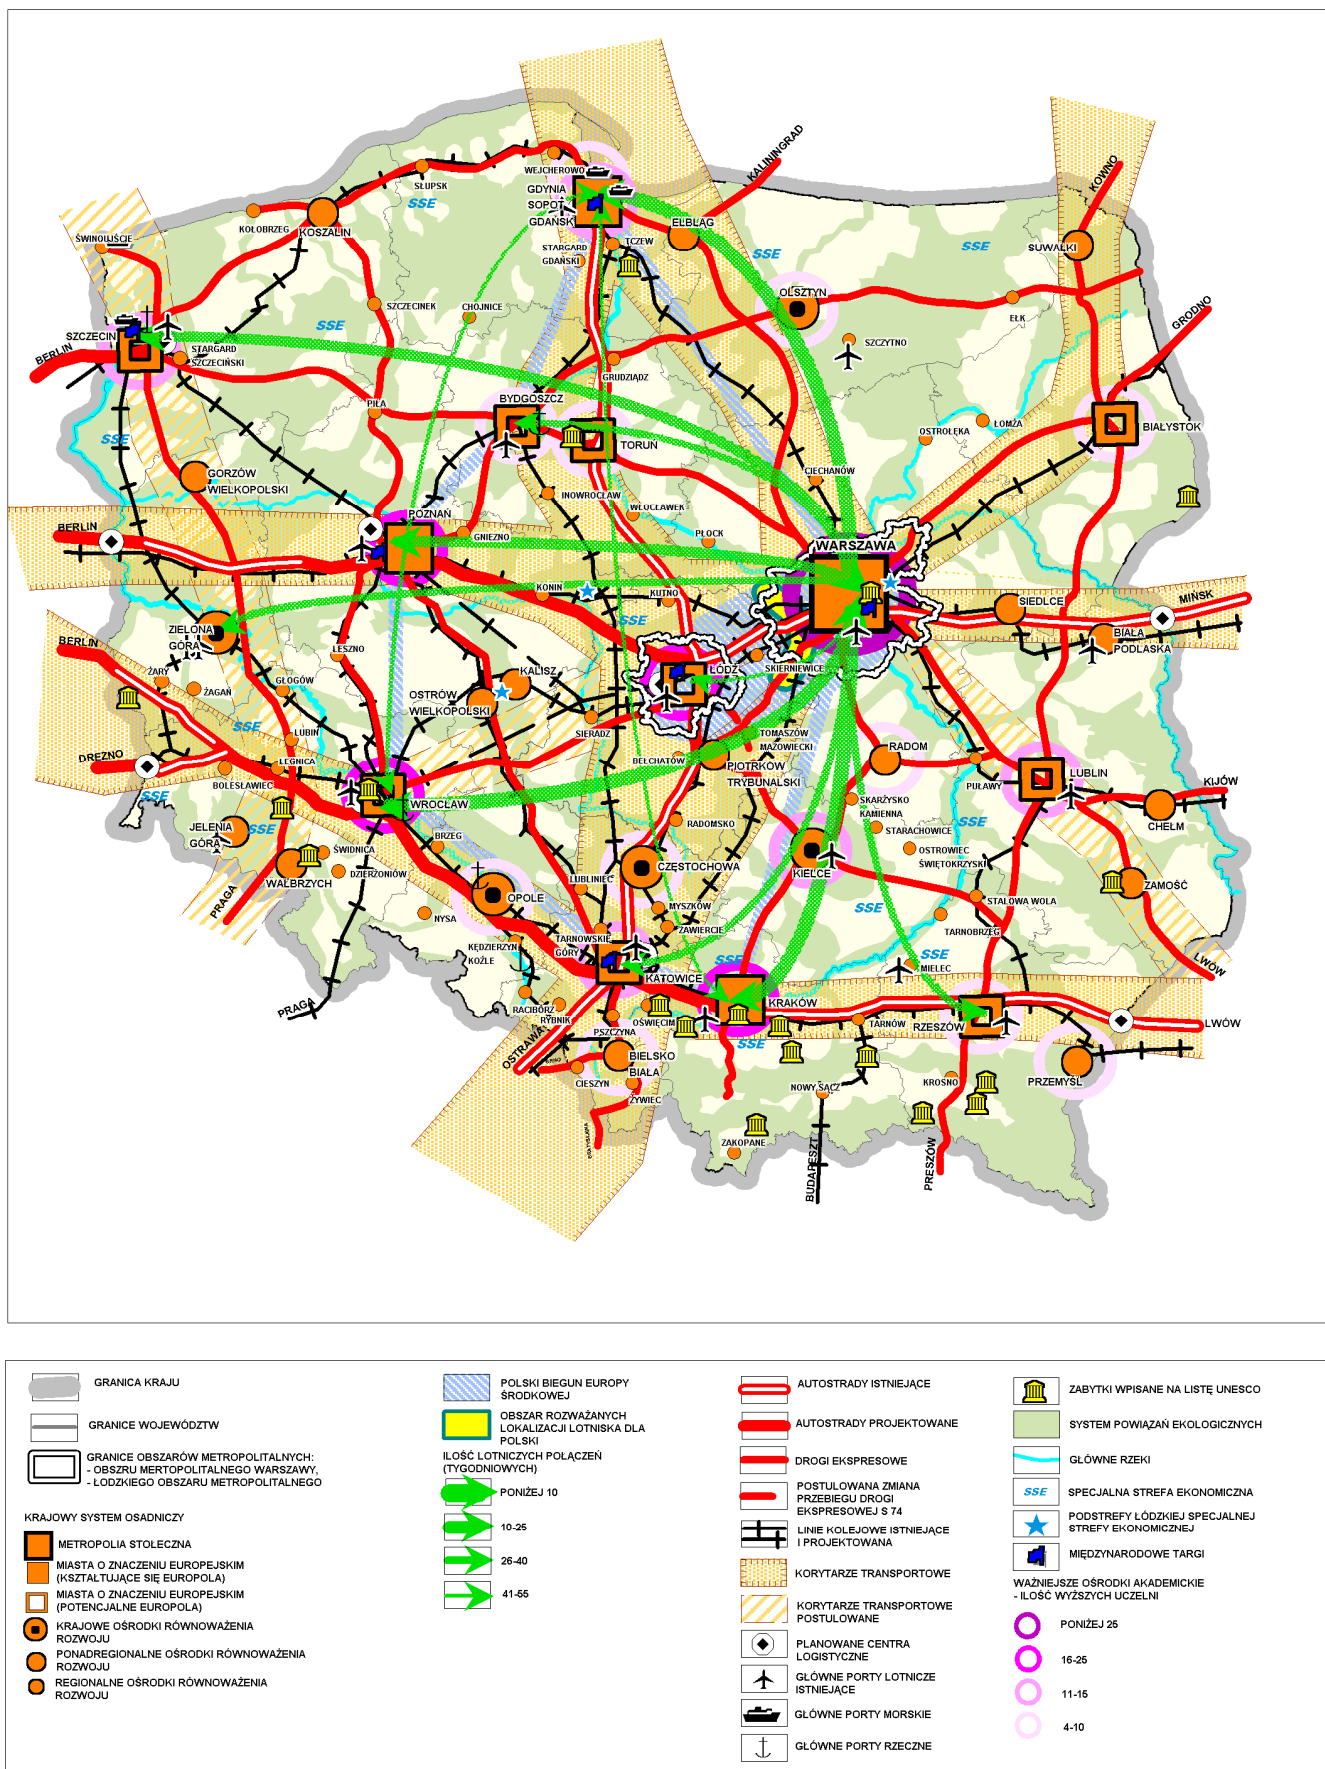 KALININGRAD
KOWNO
WEJCHEROWO
SŁUPSK
GDYNIA
SOPOT
GDAŃSK
SSE
KOŁOBRZEG
KOSZALIN
ELBLĄG
ŚWINOUJŚCIE
TCZEW
STARGARD
GDAŃSKI
SSE
SSE
SUWAŁKI
OLSZTYN
GRODNO
SZCZECINEK
CHOJNICE
EŁK
SSE
SZCZECIN
BERLIN
STARGARD
SZCZECIŃSKI
SZCZYTNO
GRUDZIĄDZ
PIŁA
BYDGOSZCZ
TORUŃ
OSTROŁĘKA
ŁOMŻA
BIAŁYSTOK
SSE
GORZÓW
WIELKOPOLSKI
CIECHANÓW
INOWROCŁAW
WŁOCŁAWEK
POZNAŃ
BERLIN
GNIEZNO
PŁOCK
WARSZAWA
KONIN
KUTNO
SIEDLCE
MIŃSK
SSE
BIAŁA
PODLASKA
ZIELONA
GÓRA
BERLIN
LESZNO
ŁÓDŹ
SKIERNIEWICE
KALISZ
ŻARY
ŻAGAŃ
GŁOGÓW
OSTRÓW
WIELKOPOLSKI
SSE
LUBIN
SIERADZ
TOMASZÓW
MAZOWIECKI
RADOM
DREZNO
LEGNICA
BEŁCHATÓW
PIOTRKÓW
TRYBUNALSKI
LUBLIN
KIJÓW
BOLESŁAWIEC
PUŁAWY
SSE
WROCŁAW
SKARŻYSKO
KAMIENNA
CHEŁM
JELENIA
GÓRA
SSE
BRZEG
RADOMSKO
STARACHOWICE
SSE
ŚWIDNICA
OSTROWIEC
ŚWIĘTOKRZYSKI
WAŁBRZYCH
DZIERŻONIÓW
CZĘSTOCHOWA
KIELCE
ZAMOŚĆ
PRAGA
LUBLINIEC
OPOLE
STALOWA WOLA
NYSA
MYSZKÓW
SSE
TARNOBRZEG
ZAWIERCIE
KĘDZIERZYN
KOŹLE
TARNOWSKIE
GÓRY
SSE
SSE
MIELEC
LWÓW
KATOWICE
KRAKÓW
PRAGA
RACIBÓRZ
RYBNIK
OŚWIĘCIM
PSZCZYNA
TARNÓW
RZESZÓW
LWÓW
OSTRAWA
SSE
BIELSKO
BIAŁA
CIESZYN
ŻYWIEC
NOWY SĄCZ
KROSNO
PRZEMYŚL
ZAKOPANE
BUDAPESZT
PRESZÓW
GRANICA KRAJU
GRANICE WOJEWÓDZTW
GRANICE OBSZARÓW METROPOLITALNYCH:
- OBSZRU MERTOPOLITALNEGO WARSZAWY,
- ŁODZKIEGO OBSZARU METROPOLITALNEGO
KRAJOWY SYSTEM OSADNICZY
METROPOLIA STOŁECZNA
MIASTA O ZNACZENIU EUROPEJSKIM
(KSZTAŁTUJĄCE SIĘ EUROPOLA)
MIASTA O ZNACZENIU EUROPEJSKIM
(POTENCJALNE EUROPOLA)
KRAJOWE OŚRODKI RÓWNOWAŻENIA
ROZWOJU
PONADREGIONALNE OŚRODKI RÓWNOWAŻENIA
ROZWOJU
REGIONALNE OŚRODKI RÓWNOWAŻENIA
ROZWOJU
POLSKI BIEGUN EUROPY
ŚRODKOWEJ
OBSZAR ROZWAŻANYCH
LOKALIZACJI LOTNISKA DLA
POLSKI
ILOŚĆ LOTNICZYCH POŁĄCZEŃ
(TYGODNIOWYCH)
PONIŻEJ 10
10-25
26-40
41-55
AUTOSTRADY ISTNIEJĄCE
AUTOSTRADY PROJEKTOWANE
DROGI EKSPRESOWE
POSTULOWANA ZMIANA
PRZEBIEGU DROGI
EKSPRESOWEJ S 74
LINIE KOLEJOWE ISTNIEJĄCE
I PROJEKTOWANA
KORYTARZE TRANSPORTOWE
KORYTARZE TRANSPORTOWE
POSTULOWANE
PLANOWANE CENTRA
LOGISTYCZNE
GŁÓWNE PORTY LOTNICZE
ISTNIEJĄCE
GŁÓWNE PORTY MORSKIE
GŁÓWNE PORTY RZECZNE
ZABYTKI WPISANE NA LISTĘ UNESCO
SYSTEM POWIĄZAŃ EKOLOGICZNYCH
GŁÓWNE RZEKI
SSE
SPECJALNA STREFA EKONOMICZNA
PODSTREFY ŁÓDZKIEJ SPECJALNEJ
STREFY EKONOMICZNEJ
MIĘDZYNARODOWE TARGI
WAŻNIEJSZE OŚRODKI AKADEMICKIE
- ILOŚĆ WYŻSZYCH UCZELNI
PONIŻEJ 25
16-25
11-15
4-10